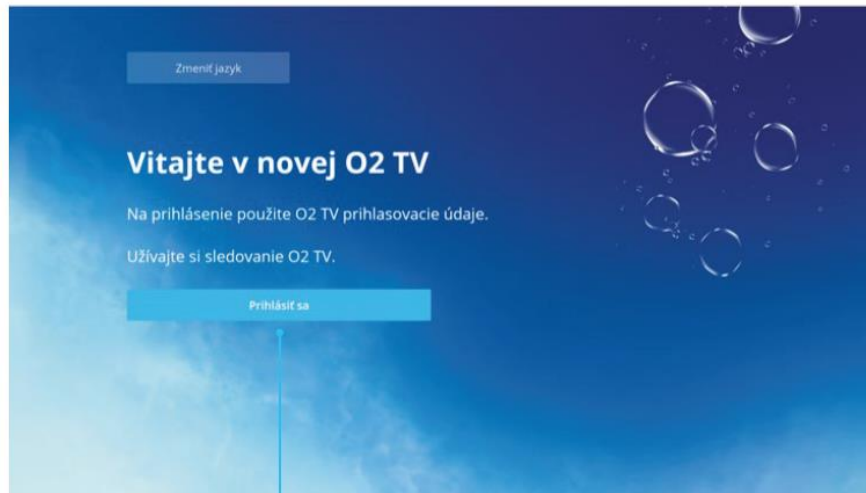 Zmeniť jazyk
Vitajte v novej O2 TV
Na prihlásenie použite O2 TV prihlasovacie údaje.
Užívajte si sledovanie O2 TV.
Prihlásiť sa